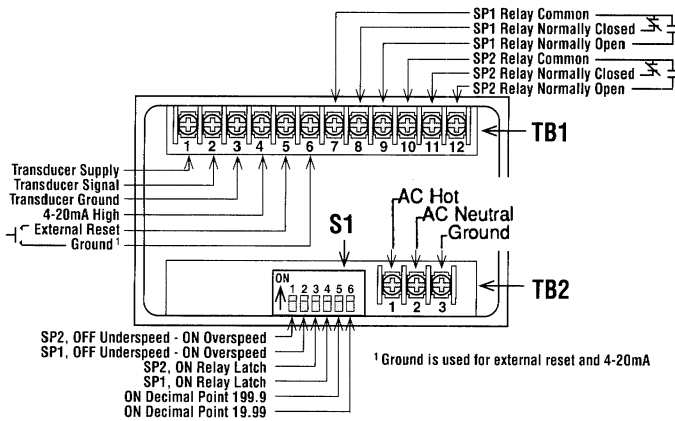 SP1 Relay Common
SP1 Relay Normally Closed
SP1 Relay Normally Open
SP2 Relay Common
SP2 Relay Normally Closed
SP2 Relay Normally Open
1 2 3 4 5 6 7 8 9 10 11 12
TB1
Transducer Supply
Transducer Signal
Transducer Ground
4-20mA High
External Reset
Ground¹
S1
AC Hot
AC Neutral
Ground
ON
1 2 3 4 5 6
1 2 3
TB2
SP2, OFF Underspeed - ON Overspeed
SP1, OFF Underspeed - ON Overspeed
SP2, ON Relay Latch
SP1, ON Relay Latch
ON Decimal Point 199.9
ON Decimal Point 19.99
¹ Ground is used for external reset and 4-20mA